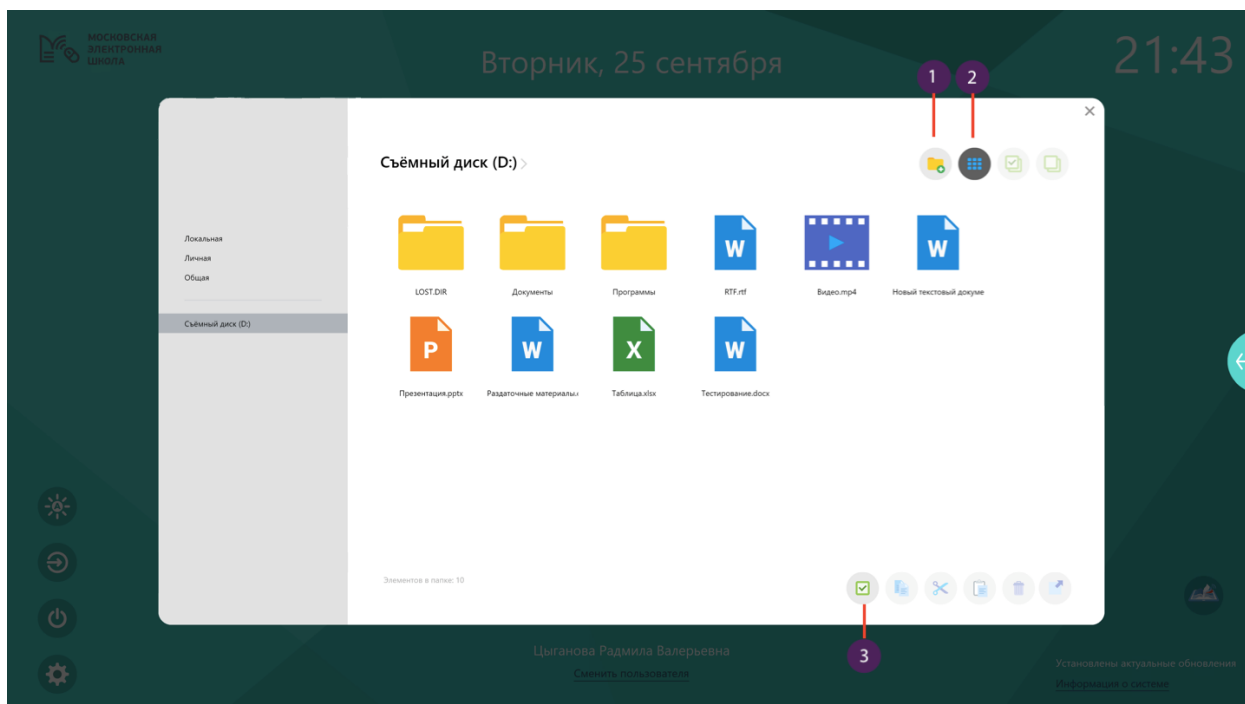 МОСКОВСКАЯ
ЭЛЕКТРОННАЯ
ШКОЛА
Вторник, 25 сентября
21:43
1
2
Съёмный диск (D:)
Локальная
Личная
Общая
Съёмный диск (D:)
LOST.DIR
Документы
Программы
RTF.rtf
Видео.mp4
Новый текстовый докуме
W
W
P
W
X
W
Презентация.pptx
Раздаточные материалы.
Таблица.xlsx
Тестирование.docx
Элементов в папке: 10
3
Цыганова Радмила Валерьевна
Сменить пользователя
Установлены актуальные обновления
Информация о системе